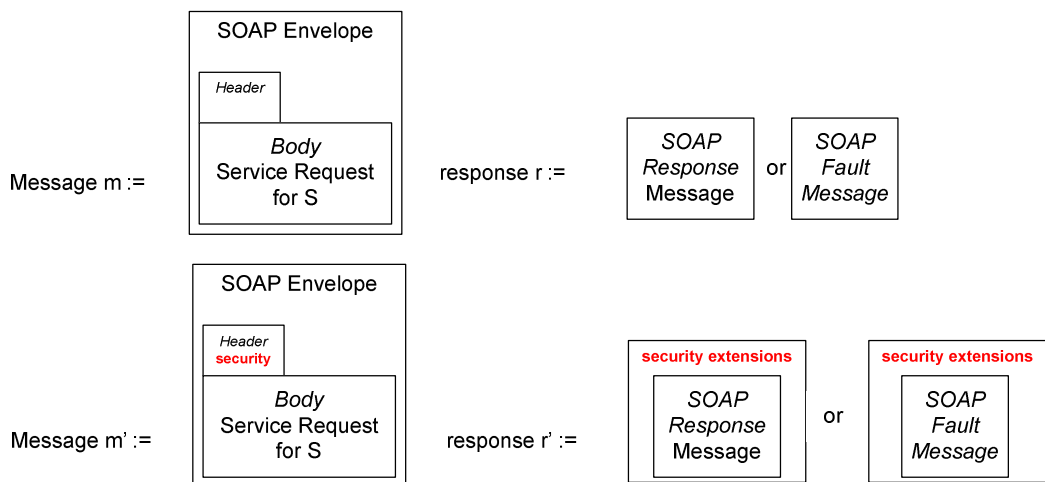 SOAP Envelope
Header
Body
Service Request
for S
Message m :=
response r :=
SOAP
Response
Message
or
SOAP
Fault
Message
SOAP Envelope
Header
security
Body
Service Request
for S
Message m’ :=
response r’ :=
security extensions
SOAP
Response
Message
or
security extensions
SOAP
Fault
Message